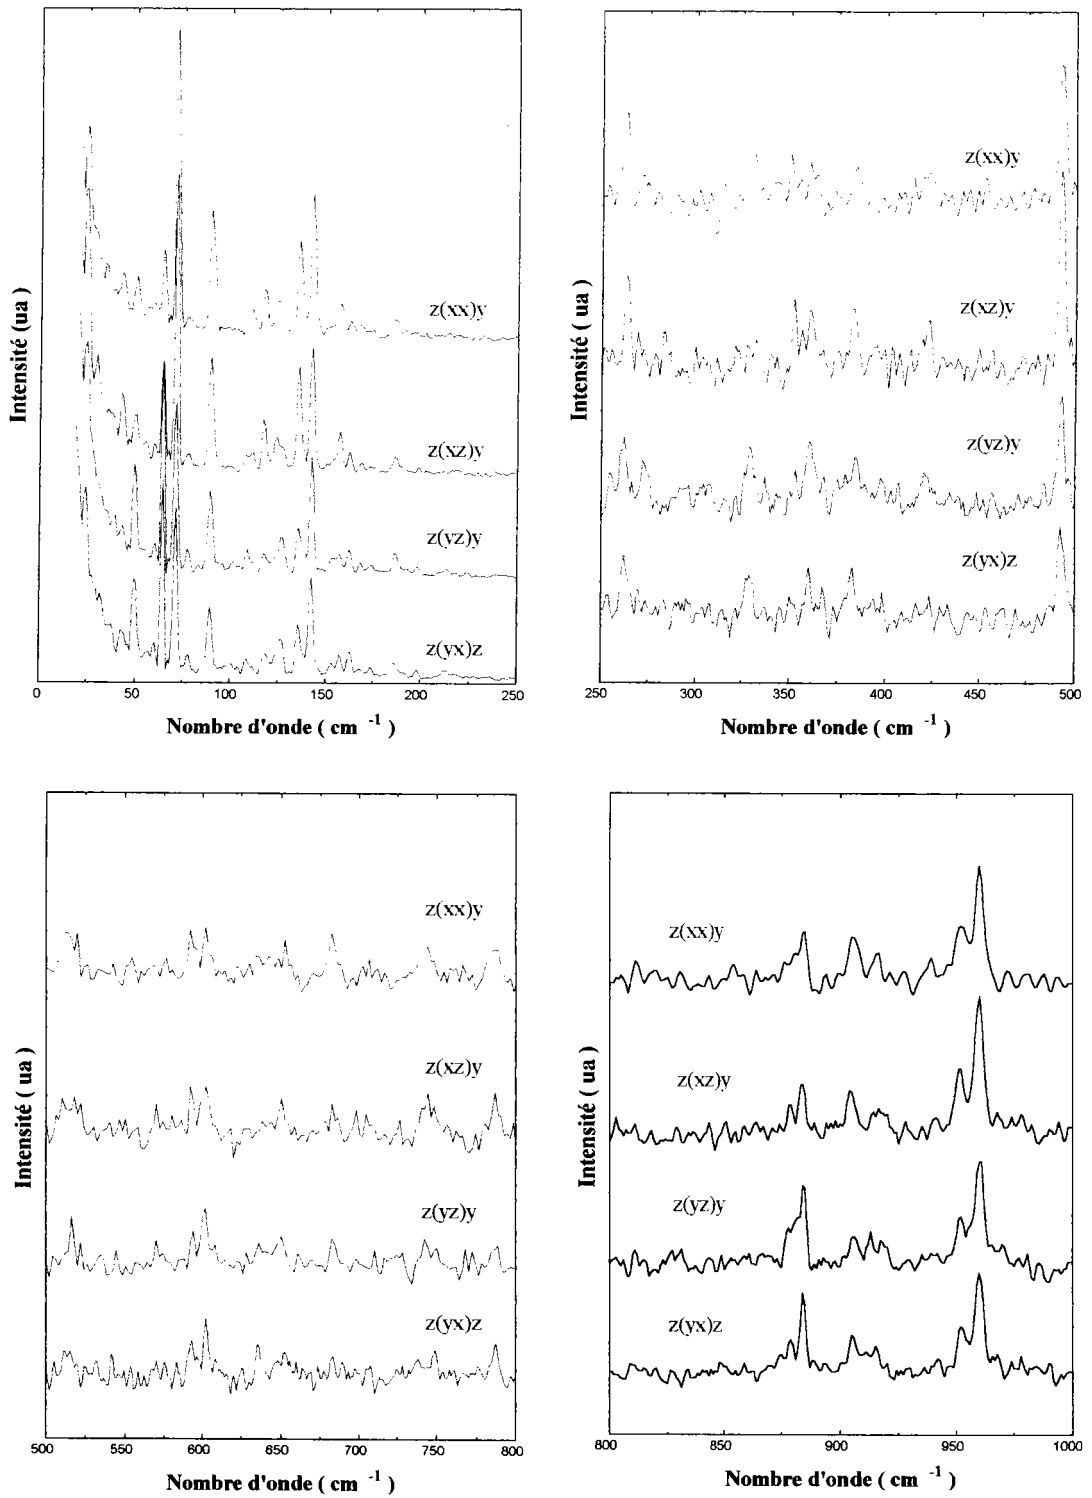 Intensité (ua)
z(xx)y
z(xz)y
z(yz)y
z(yx)z
0 50 100 150 200 250
Nombre d'onde ( cm -1 )
Intensité ( ua )
z(xx)y
z(xz)y
z(yz)y
z(yx)z
250 300 350 400 450 500
Nombre d'onde ( cm -1 )
Intensité ( ua )
z(xx)y
z(xz)y
z(yz)y
z(yx)z
500 550 600 650 700 750 800
Nombre d'onde ( cm -1 )
Intensité ( ua )
z(xx)y
z(xz)y
z(yz)y
z(yx)z
800 850 900 950 1000
Nombre d'onde ( cm -1 )